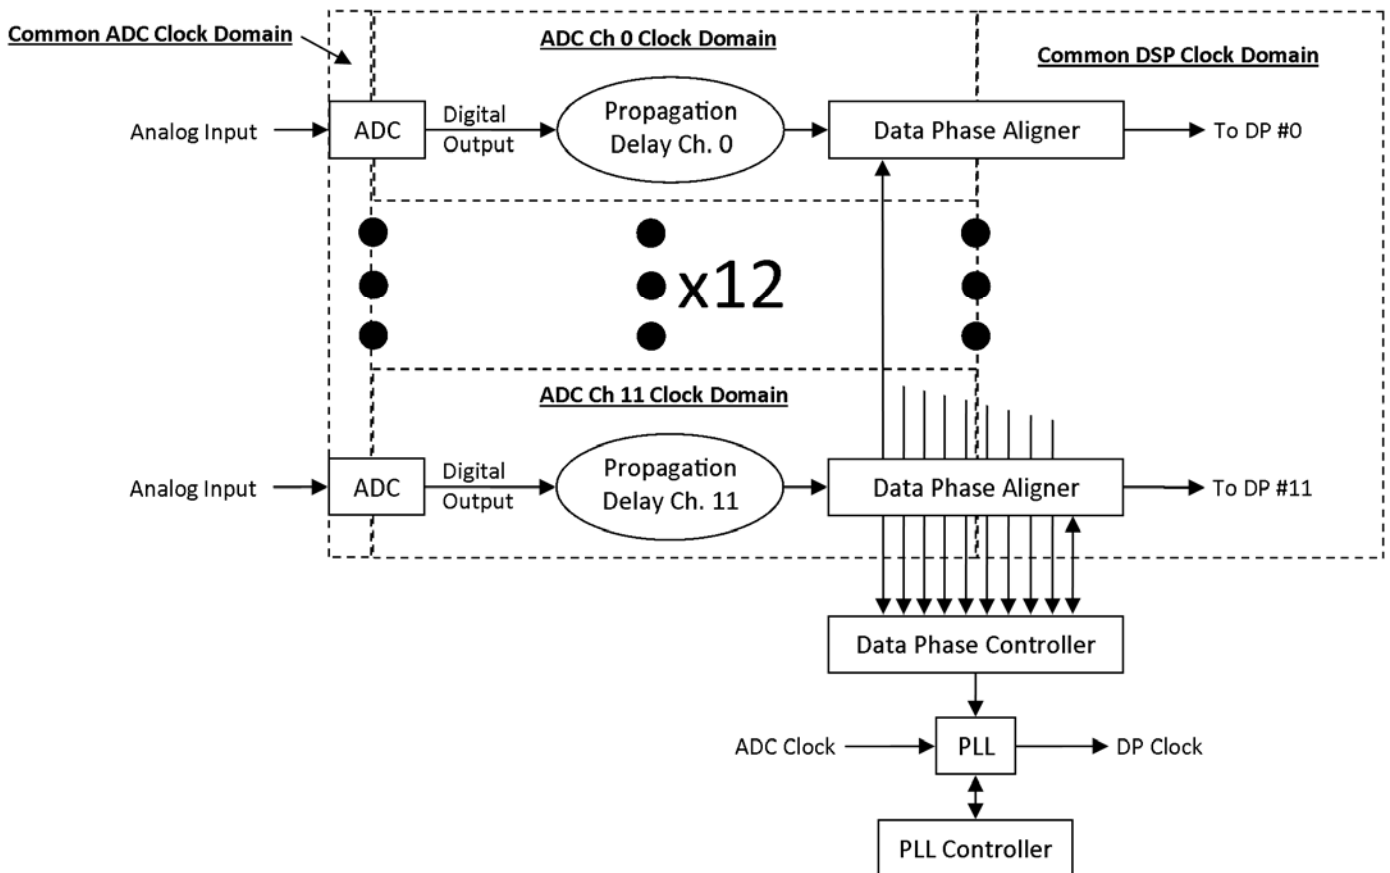 Common ADC Clock Domain
ADC Ch 0 Clock Domain
Common DSP Clock Domain
Analog Input
ADC
Digital
Output
Propagation
Delay Ch. 0
Data Phase Aligner
To DP #0
x12
ADC Ch 11 Clock Domain
Analog Input
ADC
Digital
Output
Propagation
Delay Ch. 11
Data Phase Aligner
To DP #11
Data Phase Controller
ADC Clock
PLL
DP Clock
PLL Controller